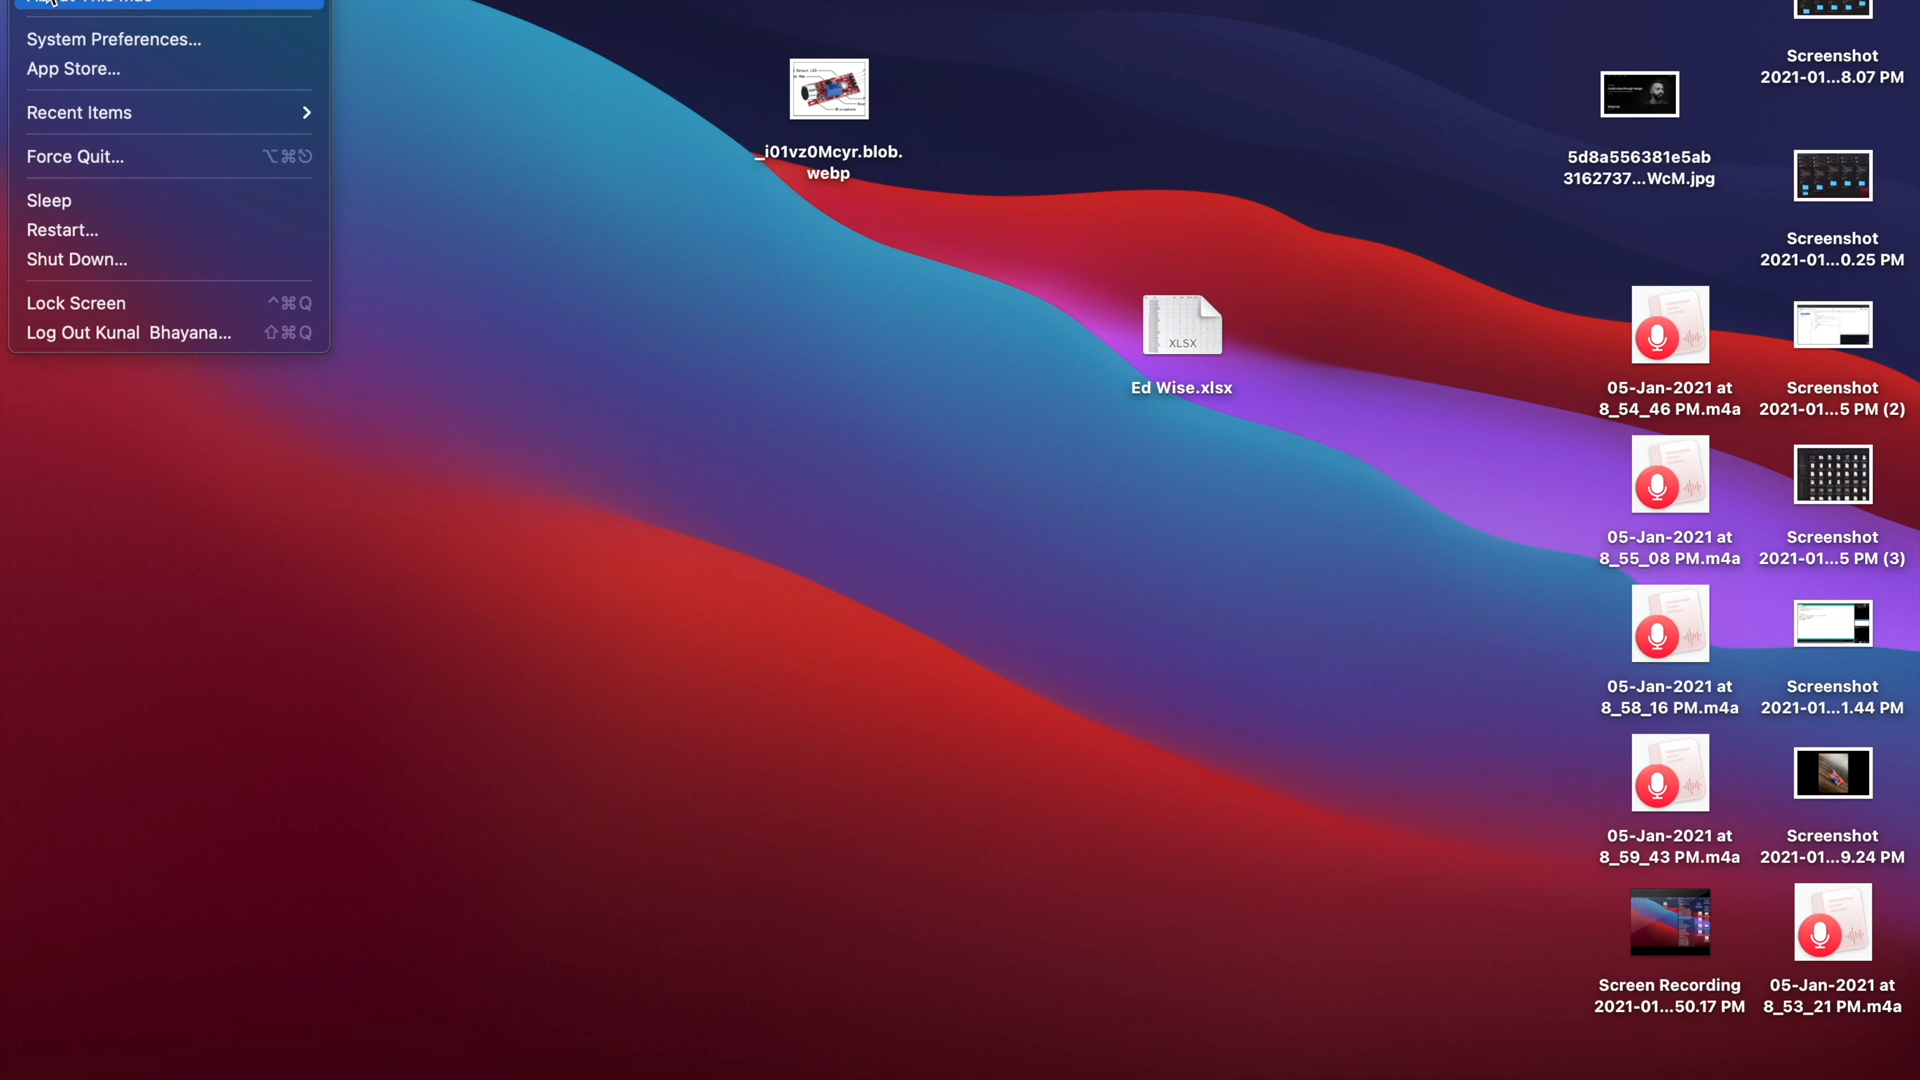 About This Mac
System Preferences...
App Store...
Recent Items
Force Quit... ⌥⌘⎋
Sleep
Restart...
Shut Down...
Lock Screen ^⌘Q
Log Out Kunal Bhayana... ⇧⌘Q
_i01vz0Mcyr.blob.
webp
XLSX
Ed Wise.xlsx
5d8a556381e5ab
3162737...WcM.jpg
05-Jan-2021 at
8_54_46 PM.m4a
05-Jan-2021 at
8_55_08 PM.m4a
05-Jan-2021 at
8_58_16 PM.m4a
05-Jan-2021 at
8_59_43 PM.m4a
Screen Recording
2021-01...50.17 PM
Screenshot
2021-01...8.07 PM
Screenshot
2021-01...0.25 PM
Screenshot
2021-01...5 PM (2)
Screenshot
2021-01...5 PM (3)
Screenshot
2021-01...1.44 PM
Screenshot
2021-01...9.24 PM
05-Jan-2021 at
8_53_21 PM.m4a